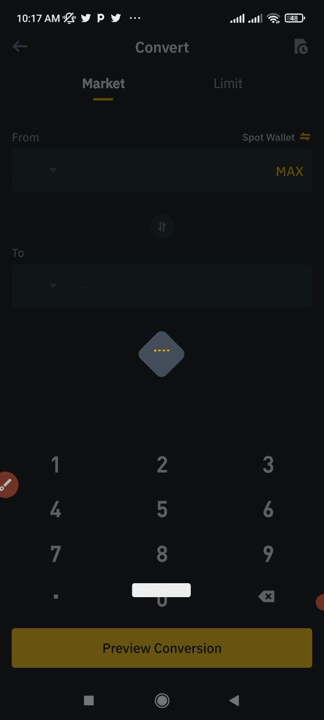 10:17 AM
48
Convert
Market
Limit
From
Spot Wallet
MAX
To
1
2
3
4
5
6
7
8
9
.
0
Preview Conversion